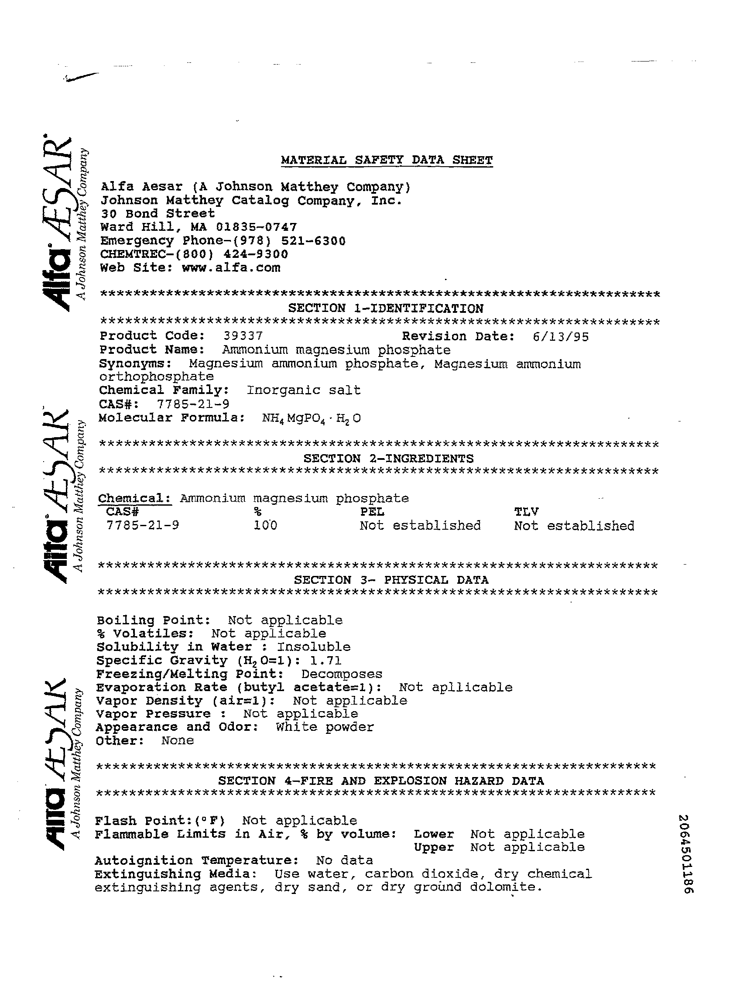 MATERIAL SAFETY DATA SHEET
Alfa Aesar (A Johnson Matthey Company)
Johnson Matthey Catalog Company, Inc.
30 Bond Street
Ward Hill, MA 01835-0747
Emergency Phone-(978) 521-6300
CHEMTREC-(800) 424-9300
Web Site: www.alfa.com
********************************************************************
SECTION 1-IDENTIFICATION
********************************************************************
Product Code: 39337 Revision Date: 6/13/95
Product Name: Ammonium magnesium phosphate
Synonyms: Magnesium ammonium phosphate, Magnesium ammonium
orthophosphate
Chemical Family: Inorganic salt
CAS#: 7785-21-9
Molecular Formula: NH₄MgPO₄·H₂O
********************************************************************
SECTION 2-INGREDIENTS
********************************************************************
Chemical: Ammonium magnesium phosphate
CAS# % PEL TLV
7785-21-9 100 Not established Not established
********************************************************************
SECTION 3- PHYSICAL DATA
********************************************************************
Boiling Point: Not applicable
% Volatiles: Not applicable
Solubility in Water : Insoluble
Specific Gravity (H₂O=1): 1.71
Freezing/Melting Point: Decomposes
Evaporation Rate (butyl acetate=1): Not apllicable
Vapor Density (air=1): Not applicable
Vapor Pressure : Not applicable
Appearance and Odor: White powder
Other: None
********************************************************************
SECTION 4-FIRE AND EXPLOSION HAZARD DATA
********************************************************************
Flash Point:(°F) Not applicable
Flammable Limits in Air, % by volume: Lower Not applicable
Upper Not applicable
Autoignition Temperature: No data
Extinguishing Media: Use water, carbon dioxide, dry chemical
extinguishing agents, dry sand, or dry ground dolomite.
Alfa ÆSAR
A Johnson Matthey Company
Alfa ÆSAR
A Johnson Matthey Company
Alfa ÆSAR
A Johnson Matthey Company
2064501186